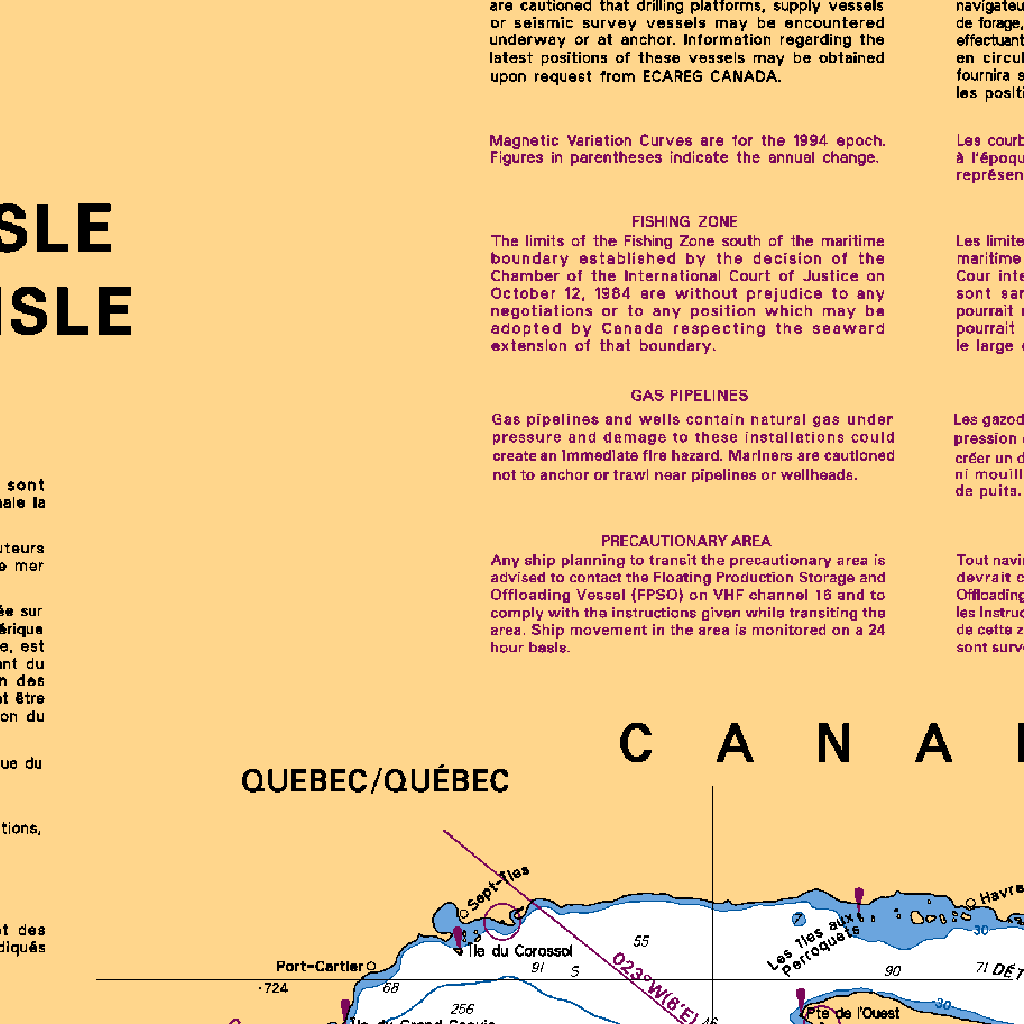 are cautioned that drilling platforms, supply vessels
or seismic survey vessels may be encountered
underway or at anchor. Information regarding the
latest positions of these vessels may be obtained
upon request from ECAREG CANADA.
Magnetic Variation Curves are for the 1994 epoch.
Figures in parentheses indicate the annual change.
FISHING ZONE
The limits of the Fishing Zone south of the maritime
boundary established by the decision of the
Chamber of the International Court of Justice on
October 12, 1984 are without prejudice to any
negotiations or to any position which may be
adopted by Canada respecting the seaward
extension of that boundary.
GAS PIPELINES
Gas pipelines and wells contain natural gas under
pressure and damage to these installations could
create an immediate fire hazard. Mariners are cautioned
not to anchor or trawl near pipelines or wellheads.
PRECAUTIONARY AREA
Any ship planning to transit the precautionary area is
advised to contact the Floating Production Storage and
Offloading Vessel (FPSO) on VHF channel 16 and to
comply with the instructions given while transiting the
area. Ship movement in the area is monitored on a 24
hour basis.
de forage,
en circul
fournira s
les positi
Les courb
à l'époqu
représen
Les limite
maritime
Cour inte
sont san
pourrait
pourrait
le large
Les gazod
pression
créer un d
ni mouill
de puits.
Tout navi
devrait c
Offloading
les instruc
de cette z
sont surv
SLE
ISLE
sont
nale la
uteurs
mer
ée sur
érique
e, est
ant du
n des
t être
on du
ue du
tions,
t des
diqués
C A N A
QUEBEC/QUÉBEC
Sept-Îles
Havre
Les Îles aux
Perroquets
30
Île du Corossol
55
Port-Cartier
91
S
023°W(8'E)
90
71
DÉT
724
68
256
30
Pte de l'Ouest
46